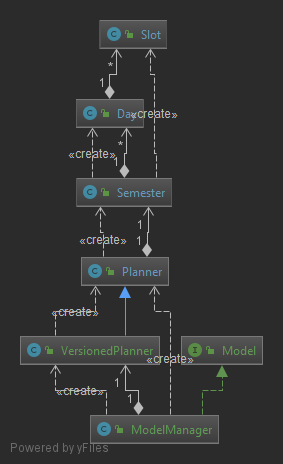 C Slot
*
1
C Day
«create»
«create»
*
1
C Semester
«create»
1
1
C Planner
«create»
C VersionedPlanner
I Model
«create»
«create»
1
1
C ModelManager
Powered by yFiles